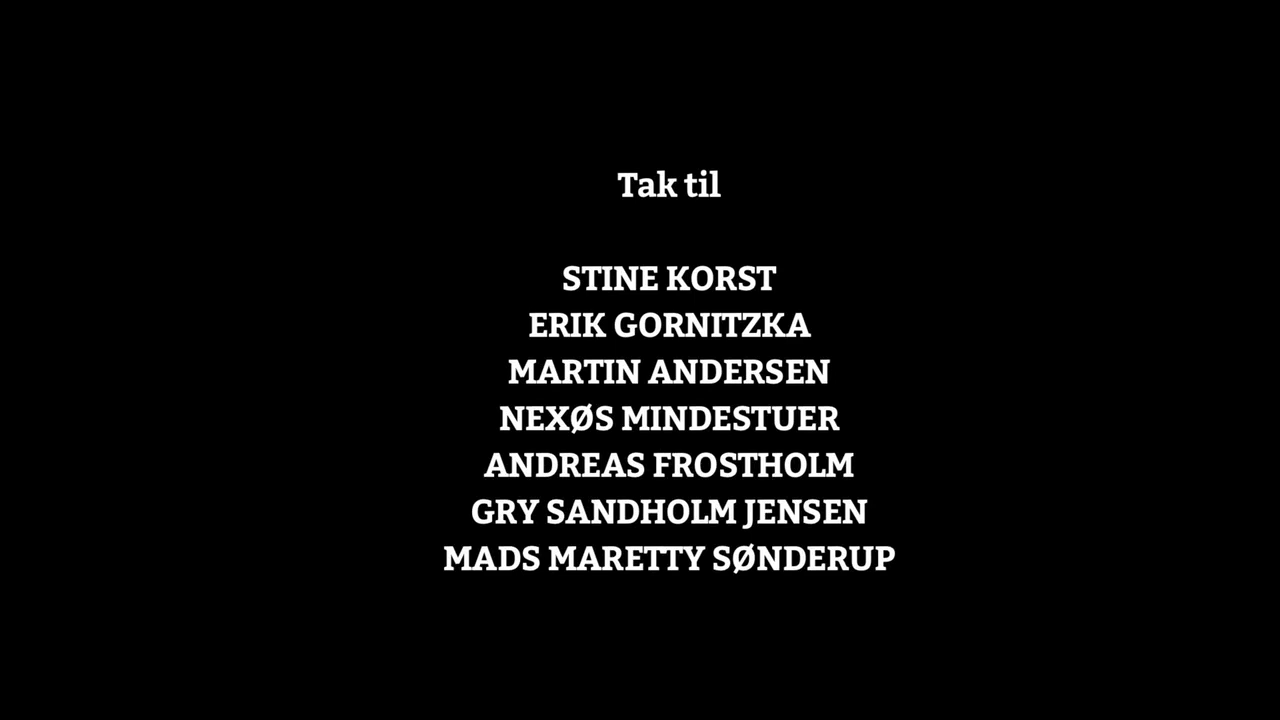 Tak til
STINE KORST
ERIK GORNITZKA
MARTIN ANDERSEN
NEXØS MINDESTUER
ANDREAS FROSTHOLM
GRY SANDHOLM JENSEN
MADS MARETTY SØNDERUP